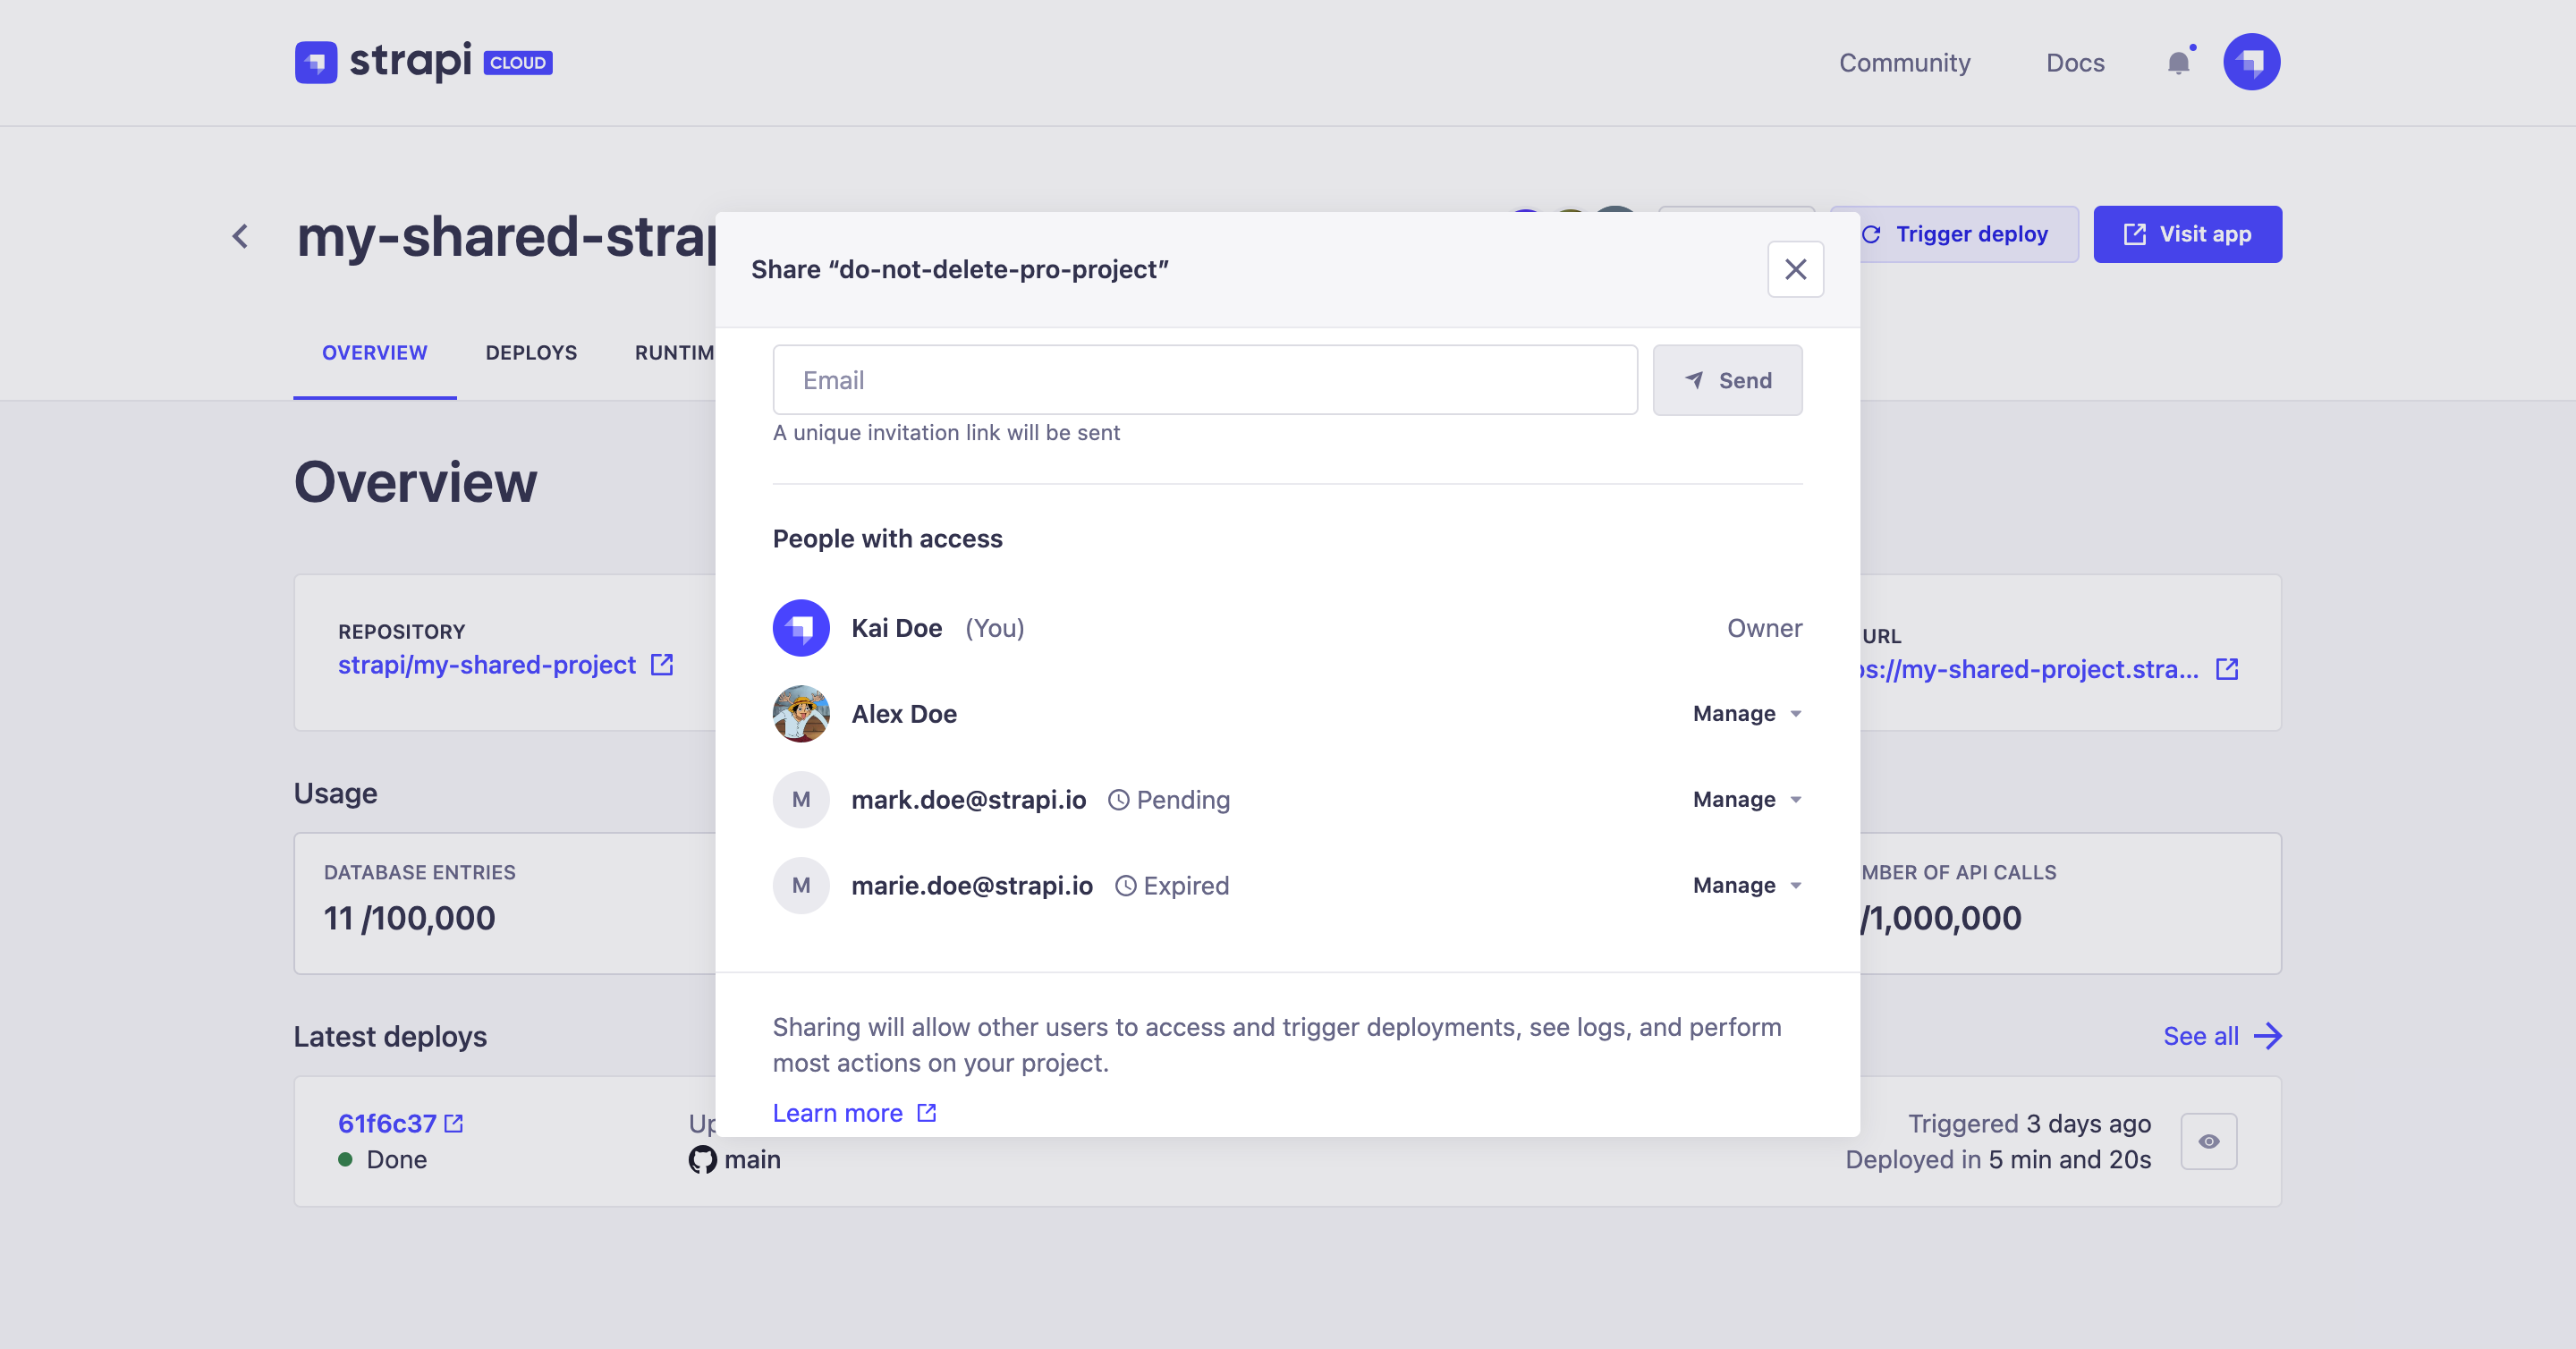 strapi CLOUD
Community
Docs
my-shared-strap
Trigger deploy
Visit app
OVERVIEW
DEPLOYS
RUNTIM
Share “do-not-delete-pro-project”
Email
Send
A unique invitation link will be sent
Overview
People with access
Kai Doe (You)
Owner
Alex Doe
Manage
M
mark.doe@strapi.io
Pending
Manage
M
marie.doe@strapi.io
Expired
Manage
Sharing will allow other users to access and trigger deployments, see logs, and perform
most actions on your project.
Learn more
REPOSITORY
strapi/my-shared-project
URL
ps://my-shared-project.stra...
Usage
DATABASE ENTRIES
11 /100,000
MBER OF API CALLS
/1,000,000
Latest deploys
See all
61f6c37
Done
Up
main
Triggered 3 days ago
Deployed in 5 min and 20s